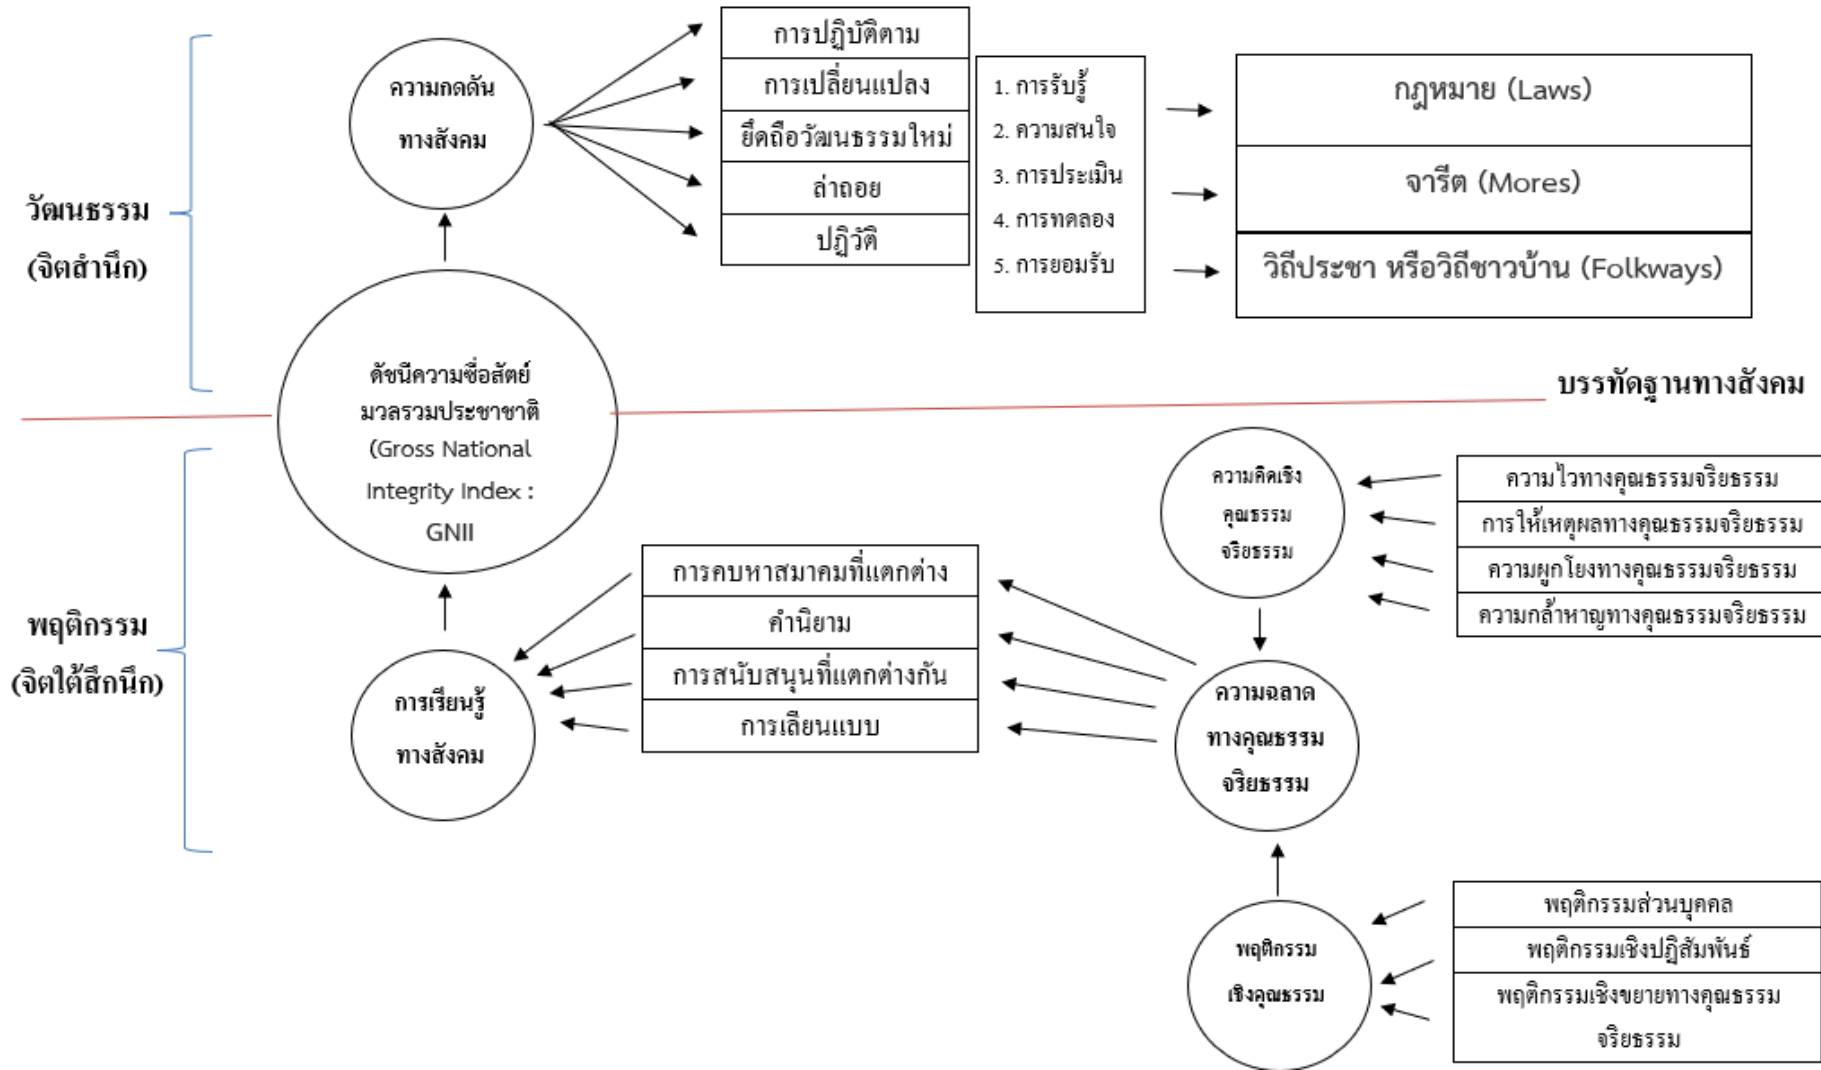 ความกดดัน
ทางสังคม
การปฏิบัติตาม
การเปลี่ยนแปลง
ยึดถือวัฒนธรรมใหม่
ล่าถอย
ปฏิวัติ
1. การรับรู้
2. ความสนใจ
3. การประเมิน
4. การทดลอง
5. การยอมรับ
กฎหมาย (Laws)
จารีต (Mores)
วิถีประชา หรือวิถีชาวบ้าน (Folkways)
วัฒนธรรม
(จิตสำนึก)
ดัชนีความซื่อสัตย์
มวลรวมประชาชาติ
(Gross National
Integrity Index :
GNII
บรรทัดฐานทางสังคม
พฤติกรรม
(จิตใต้สึกนึก)
การเรียนรู้
ทางสังคม
การคบหาสมาคมที่แตกต่าง
คำนิยาม
การสนับสนุนที่แตกต่างกัน
การเลียนแบบ
ความคิดเชิง
คุณธรรม
จริยธรรม
ความไวทางคุณธรรมจริยธรรม
การให้เหตุผลทางคุณธรรมจริยธรรม
ความผูกโยงทางคุณธรรมจริยธรรม
ความกล้าหาญทางคุณธรรมจริยธรรม
ความฉลาด
ทางคุณธรรม
จริยธรรม
พฤติกรรม
เชิงคุณธรรม
พฤติกรรมส่วนบุคคล
พฤติกรรมเชิงปฏิสัมพันธ์
พฤติกรรมเชิงขยายทางคุณธรรม
จริยธรรม